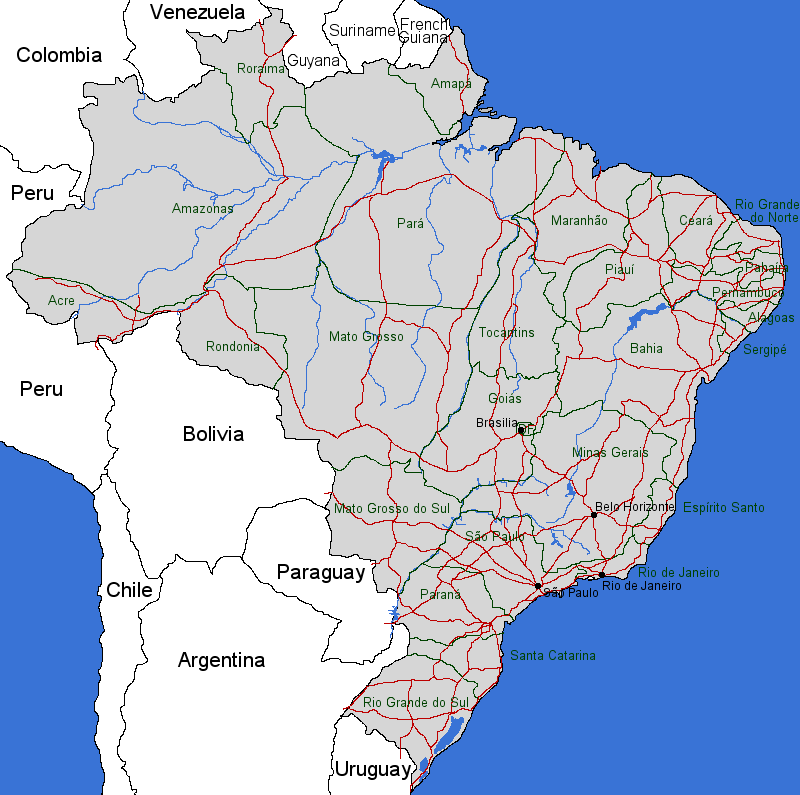 Venezuela
French
Guiana
Suriname
Colombia
Guyana
Roraima
Amapá
Peru
Rio Grande
do Norte
Amazonas
Pará
Maranhão
Ceará
Paraíba
Piauí
Pernambuco
Acre
Alagoas
Mato Grosso
Tocantins
Rondonia
Bahia
Sergipé
Peru
Goias
Brasilia
DF
Bolivia
Minas Gerais
Mato Grosso do Sul
Belo Horizonte
Espírito Santo
São Paulo
Paraguay
Rio de Janeiro
Chile
Paraná
São Paulo
Rio de Janeiro
Argentina
Santa Catarina
Rio Grande do Sul
Uruguay